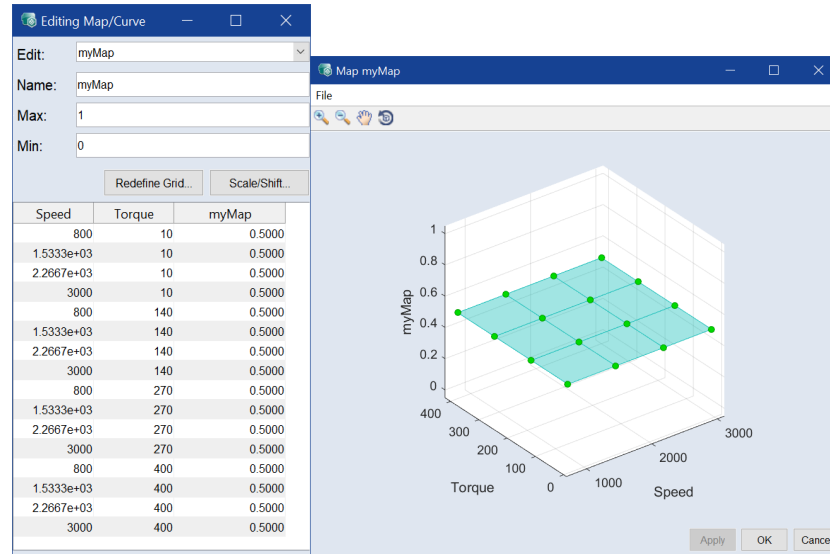 Editing Map/Curve
Edit: myMap
Name: myMap
Max: 1
Min: 0
Redefine Grid... Scale/Shift...
Speed Torque myMap
800 10 0.5000
1.5333e+03 10 0.5000
2.2667e+03 10 0.5000
3000 10 0.5000
800 140 0.5000
1.5333e+03 140 0.5000
2.2667e+03 140 0.5000
3000 140 0.5000
800 270 0.5000
1.5333e+03 270 0.5000
2.2667e+03 270 0.5000
3000 270 0.5000
800 400 0.5000
1.5333e+03 400 0.5000
2.2667e+03 400 0.5000
3000 400 0.5000
Map myMap
File
1
0.8
0.6
0.4
0.2
0
myMap
400
300
200
100
0
Torque
1000
2000
3000
Speed
Apply OK Cance